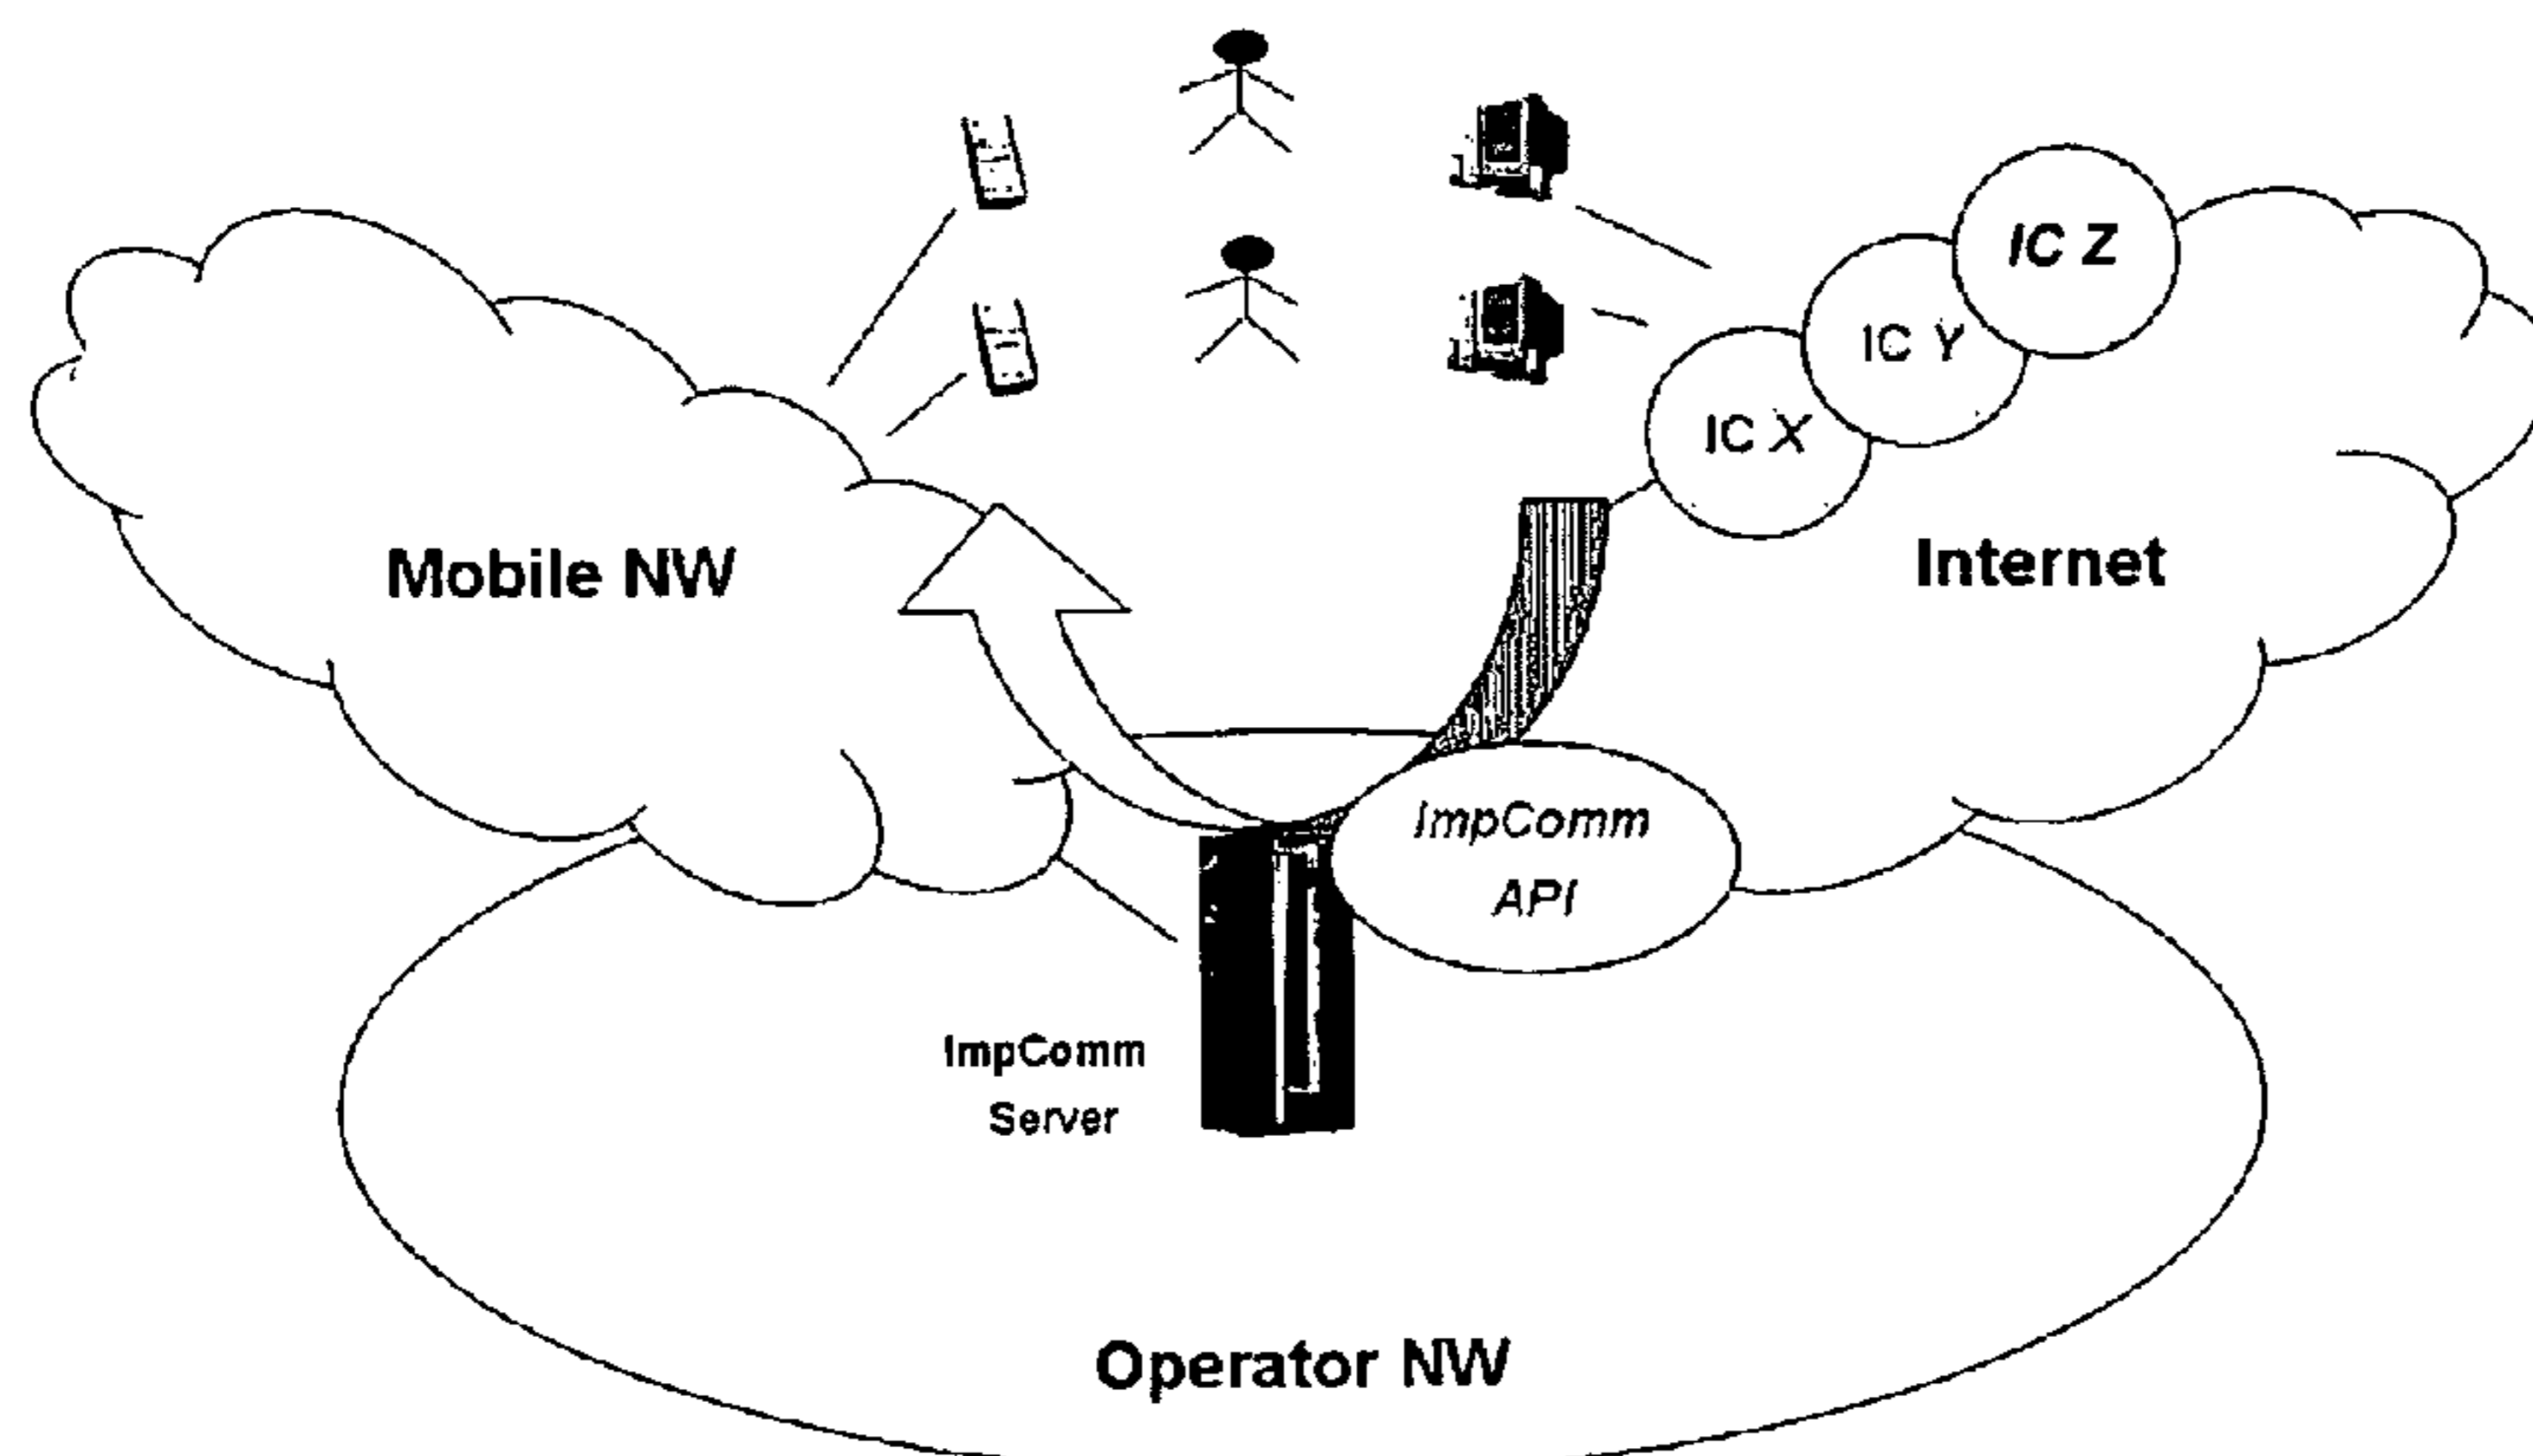 IC Z
IC Y
IC X
Mobile NW
Internet
ImpComm
API
ImpComm
Server
Operator NW